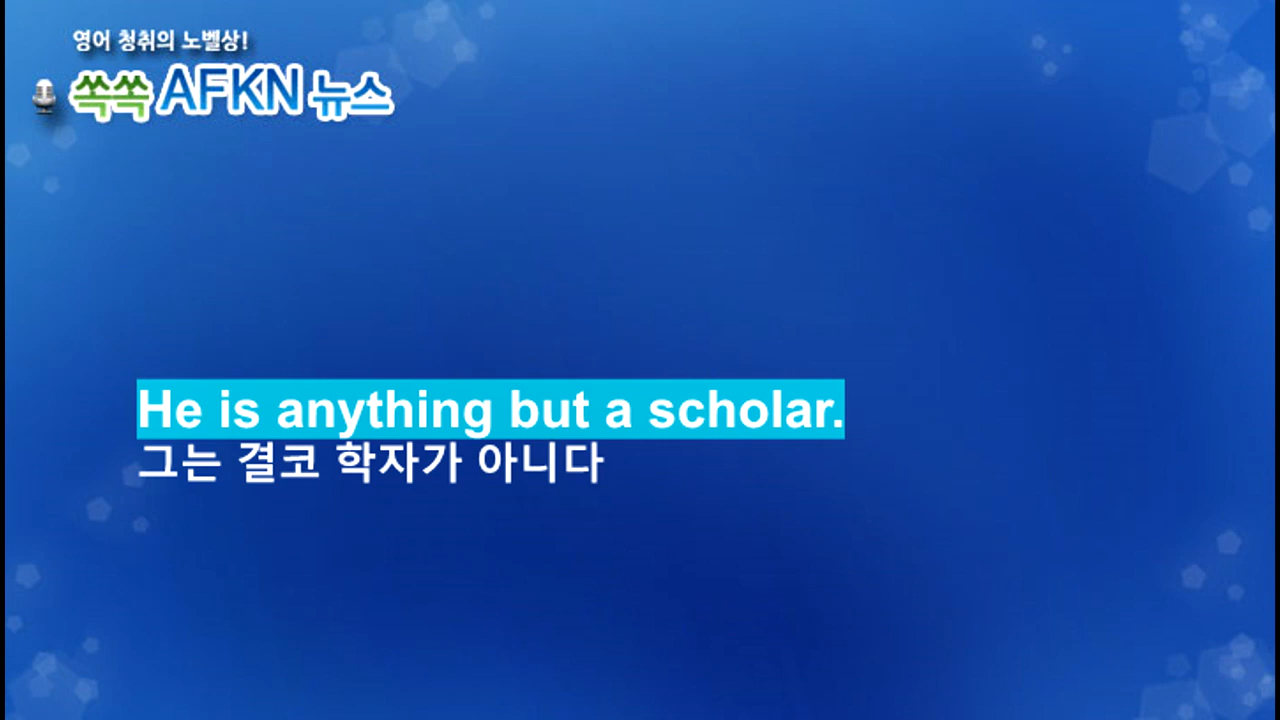 영어 청취의 노벨상!
쏙쏙 AFKN 뉴스
He is anything but a scholar.
그는 결코 학자가 아니다